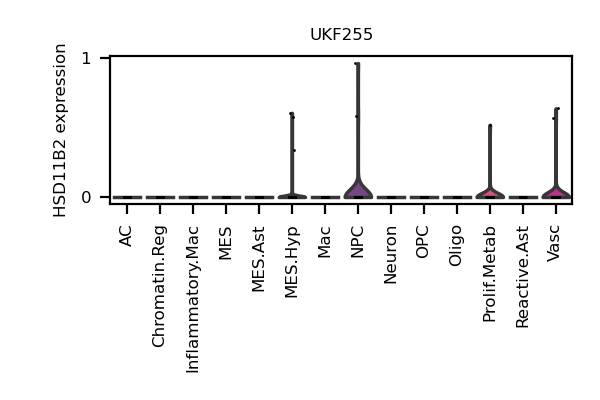 UKF255
HSD11B2 expression
1
0
AC
Chromatin.Reg
Inflammatory.Mac
MES
MES.Ast
MES.Hyp
Mac
NPC
Neuron
OPC
Oligo
Prolif.Metab
Reactive.Ast
Vasc